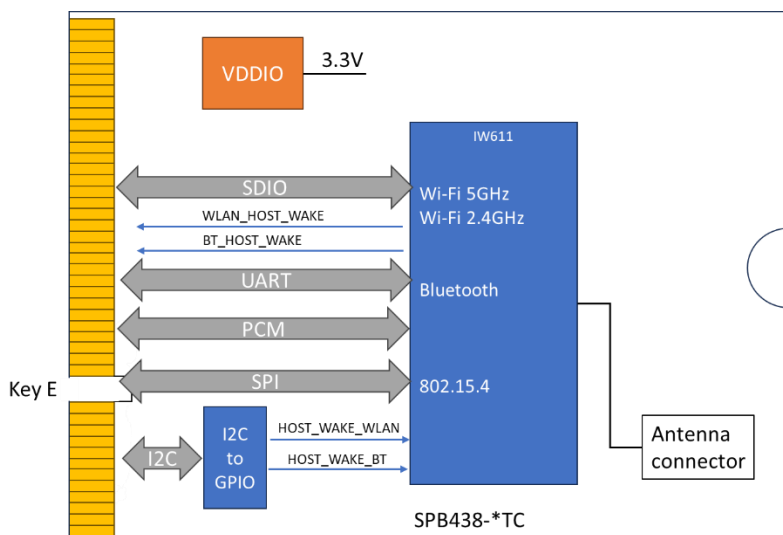 VDDIO
3.3V
IW611
SDIO
Wi-Fi 5GHz
Wi-Fi 2.4GHz
WLAN_HOST_WAKE
BT_HOST_WAKE
UART
Bluetooth
PCM
Key E
SPI
802.15.4
I2C
I2C
to
GPIO
HOST_WAKE_WLAN
HOST_WAKE_BT
Antenna
connector
SPB438-*TC